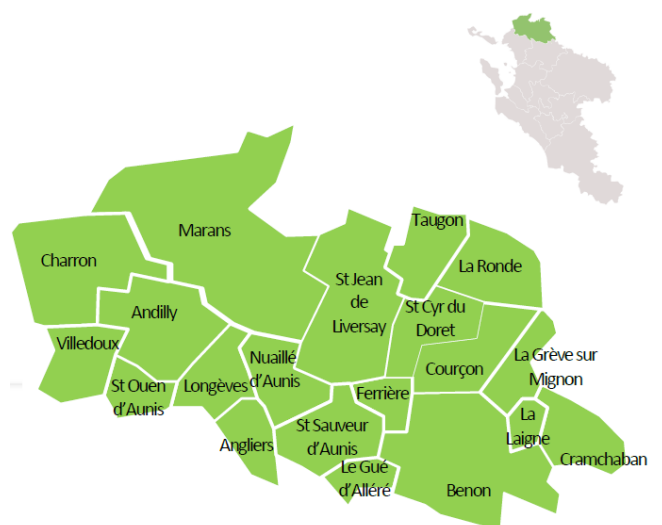 Taugon
Marans
Charron
La Ronde
St Jean
de
Liversay
Andilly
St Cyr du
Doret
Villedoux
Nuaillé
d'Aunis
La Grève sur
Mignon
Courçon
St Ouen
d'Aunis
Longèves
Ferrière
La
Laigne
St Sauveur
d'Aunis
Angliers
Cramchaban
Le Gué
d'Alléré
Benon